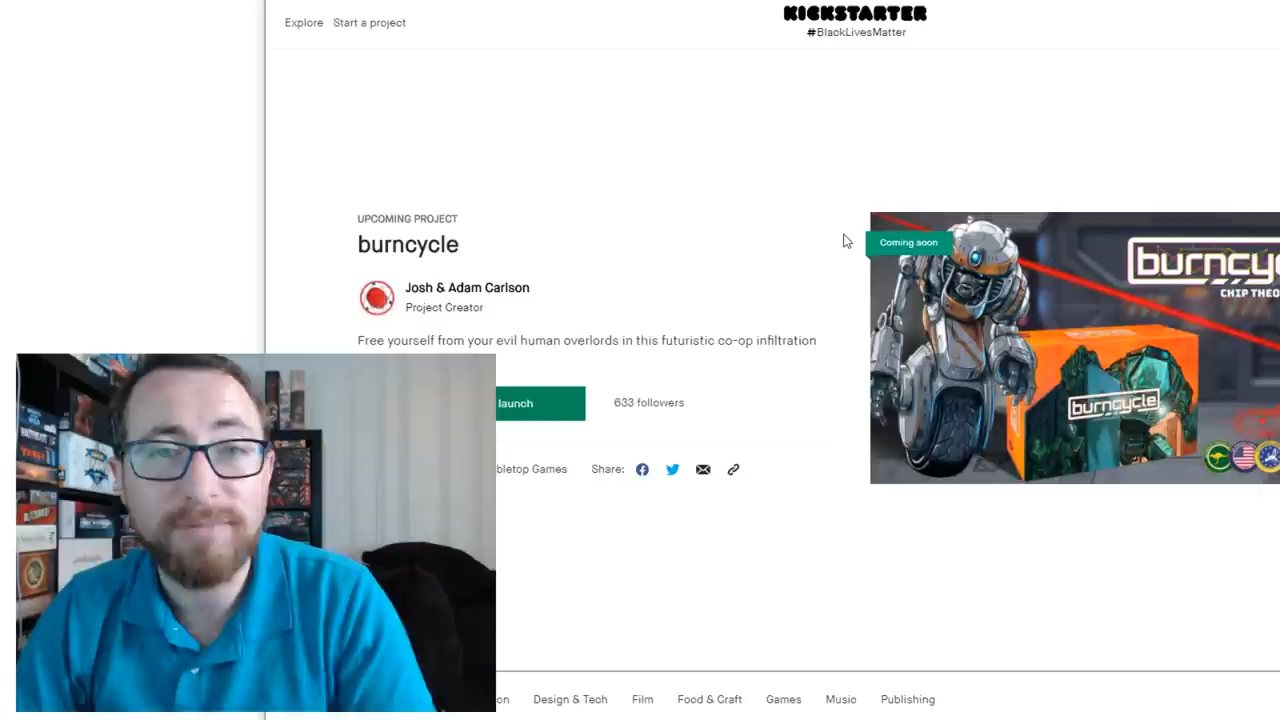 Explore Start a project
KICKSTARTER
#BlackLivesMatter
UPCOMING PROJECT
burncycle
Josh & Adam Carlson
Project Creator
Free yourself from your evil human overlords in this futuristic co-op infiltration
launch
633 followers
bletop Games
Share:
Coming soon
burncy
CHIP THEO
burncycle
burncycle
on Design & Tech Film Food & Craft Games Music Publishing